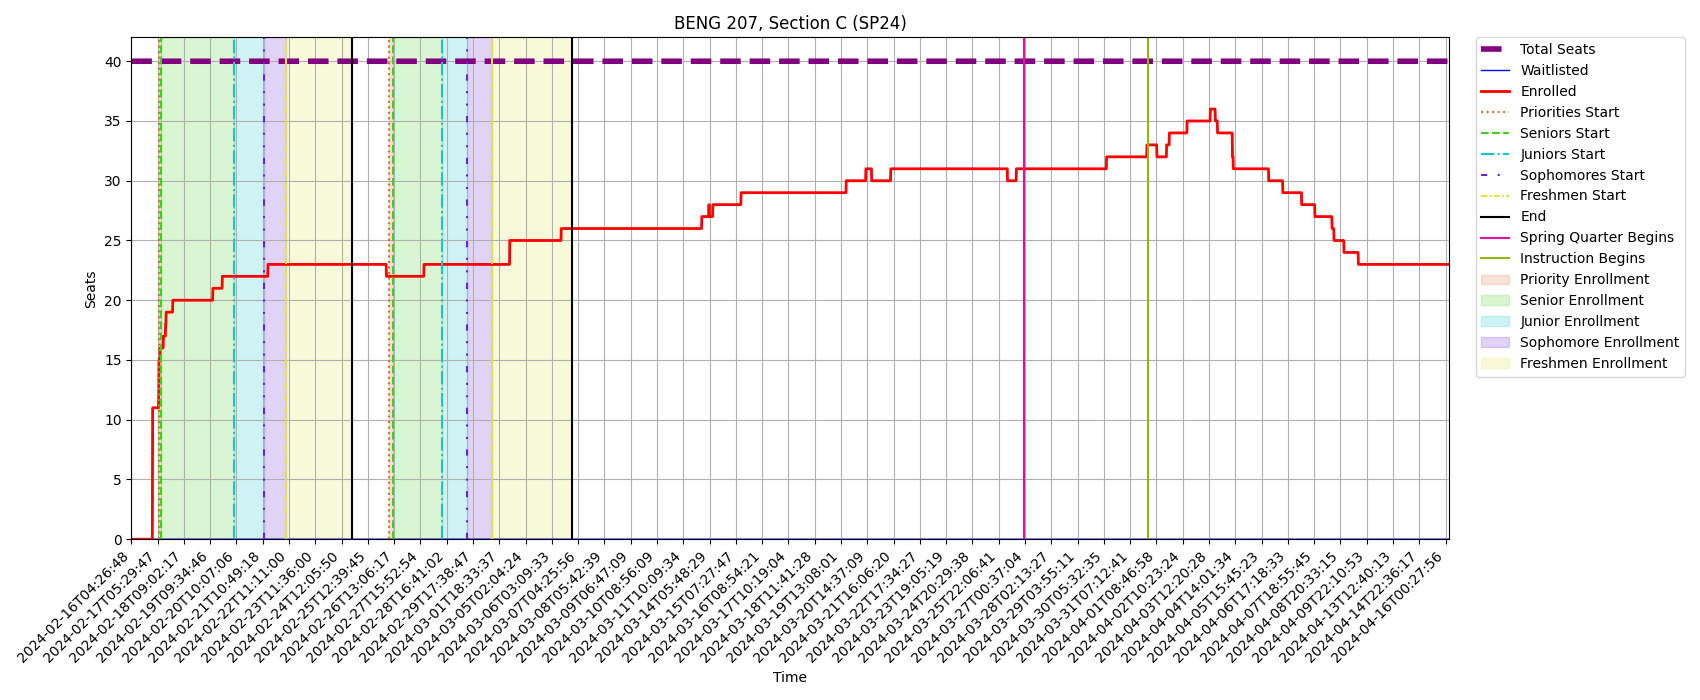 BENG 207, Section C (SP24)
Total Seats
Waitlisted
Enrolled
Priorities Start
Seniors Start
Juniors Start
Sophomores Start
Freshmen Start
End
Spring Quarter Begins
Instruction Begins
Priority Enrollment
Senior Enrollment
Junior Enrollment
Sophomore Enrollment
Freshmen Enrollment
Seats
40
35
30
25
20
15
10
5
0
2024-02-16T04:26:48
2024-02-17T05:29:47
2024-02-18T09:02:17
2024-02-19T09:34:46
2024-02-20T10:07:06
2024-02-21T10:49:18
2024-02-22T11:11:00
2024-02-23T11:36:00
2024-02-24T12:05:50
2024-02-25T12:39:45
2024-02-26T13:06:17
2024-02-27T15:52:54
2024-02-28T16:41:02
2024-02-29T17:38:47
2024-03-01T18:33:37
2024-03-05T02:04:24
2024-03-06T03:09:33
2024-03-07T04:25:56
2024-03-08T05:42:39
2024-03-09T06:47:09
2024-03-10T08:56:09
2024-03-11T10:09:34
2024-03-14T05:48:29
2024-03-15T07:27:47
2024-03-16T08:54:21
2024-03-17T10:19:04
2024-03-18T11:41:28
2024-03-19T13:08:01
2024-03-20T14:37:09
2024-03-21T16:06:20
2024-03-22T17:34:27
2024-03-23T19:05:19
2024-03-24T20:29:38
2024-03-25T22:06:41
2024-03-27T00:37:04
2024-03-28T02:13:27
2024-03-29T03:55:11
2024-03-30T05:32:35
2024-03-31T07:12:41
2024-04-01T08:46:58
2024-04-02T10:23:24
2024-04-03T12:20:28
2024-04-04T14:01:34
2024-04-05T15:45:23
2024-04-06T17:18:33
2024-04-07T18:55:45
2024-04-08T20:33:15
2024-04-09T22:10:53
2024-04-13T12:40:13
2024-04-14T22:36:17
2024-04-16T00:27:56
Time